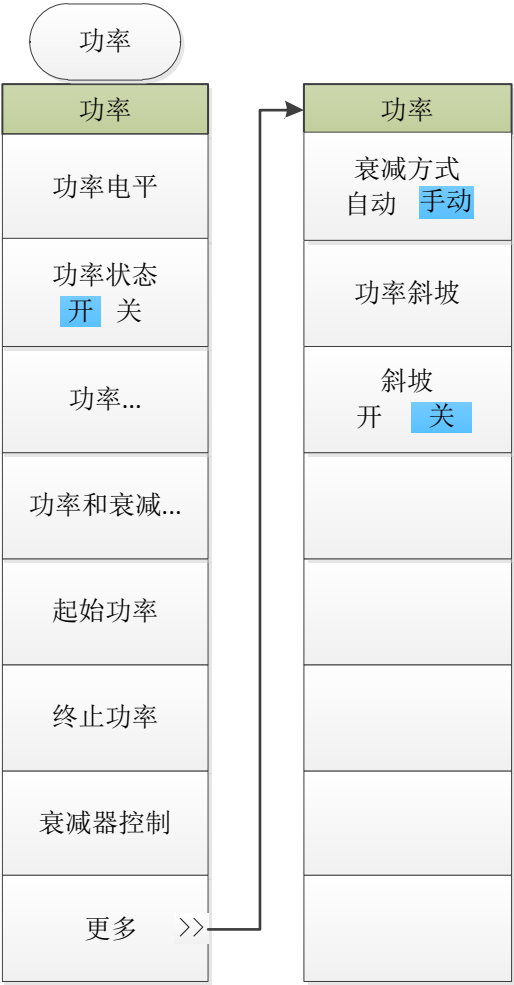 功率
功率
功率电平
功率状态
开 关
功率...
功率和衰减...
起始功率
终止功率
衰减器控制
更多 >>
功率
衰减方式
自动 手动
功率斜坡
斜坡
开 关